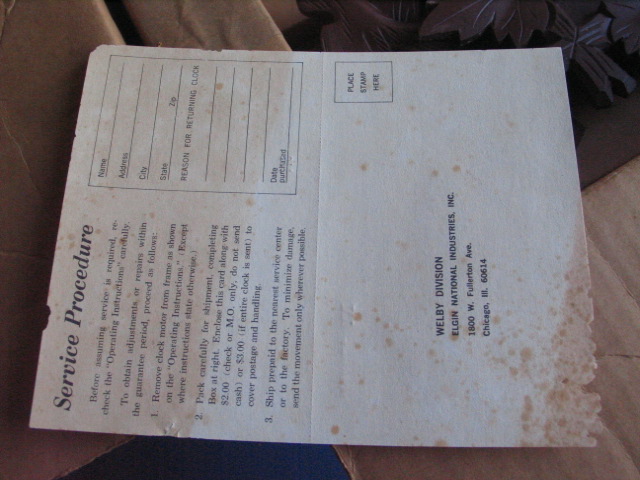 Service Procedure
Before assuming service is required, re-
check the "Operating Instructions" carefully.
To obtain adjustments or repairs within
the guarantee period, proceed as follows:
1. Remove clock motor from frame as shown
on the "Operating Instructions." (Except
where instructions state otherwise.)
2. Pack carefully for shipment, completing
Box at right. Enclose this card along with
$2.00 (check or M.O. only, do not send
cash) or $3.00 (if entire clock is sent) to
cover postage and handling.
3. Ship prepaid to the nearest service center
or to the factory. To minimize damage,
send the movement only wherever possible.
Name
Address
City
State Zip
REASON FOR RETURNING CLOCK
Date
purchased
PLACE
STAMP
HERE
WELBY DIVISION
ELGIN NATIONAL INDUSTRIES, INC.
1800 W. Fullerton Ave.
Chicago, Ill. 60614